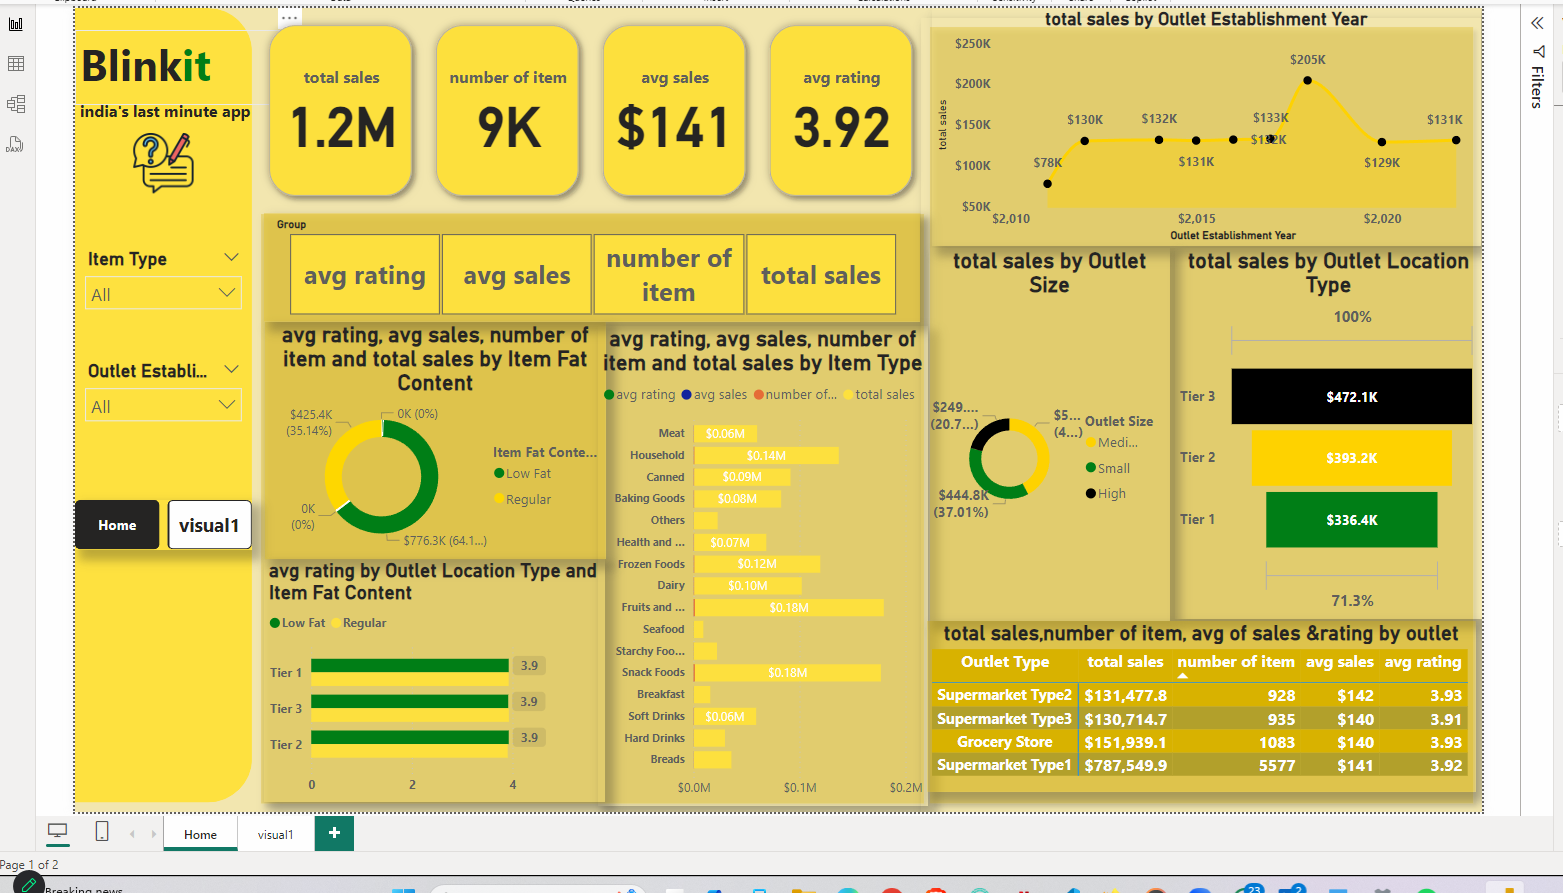 Blinkit
india's last minute app
Item Type
All
Outlet Establi...
All
Home
visual1
total sales
1.2M
number of item
9K
avg sales
$141
avg rating
3.92
Group
avg rating
avg sales
number of
item
total sales
avg rating, avg sales, number of
item and total sales by Item Fat
Content
$425.4K
(35.14%)
0K (0%)
0K
(0%)
$776.3K (64.1...)
Item Fat Conte...
Low Fat
Regular
avg rating by Outlet Location Type and
Item Fat Content
Low Fat Regular
Tier 1 3.9
Tier 3 3.9
Tier 2 3.9
0 2 4
avg rating, avg sales, number of
item and total sales by Item Type
avg rating avg sales number of... total sales
Meat $0.06M
Household $0.14M
Canned $0.09M
Baking Goods $0.08M
Others
Health and ... $0.07M
Frozen Foods $0.12M
Dairy $0.10M
Fruits and ... $0.18M
Seafood
Starchy Foo...
Snack Foods $0.18M
Breakfast
Soft Drinks $0.06M
Hard Drinks
Breads
$0.0M $0.1M $0.2M
total sales by Outlet Establishment Year
total sales
$250K
$200K
$150K
$100K
$50K
$78K
$130K
$132K
$131K
$133K
$132K
$205K
$129K
$131K
$2,010 $2,015 $2,020
Outlet Establishment Year
total sales by Outlet
Size
$249....
(20.7...)
$5...
(4...)
$444.8K
(37.01%)
Outlet Size
Medi...
Small
High
total sales by Outlet Location
Type
100%
Tier 3 $472.1K
Tier 2 $393.2K
Tier 1 $336.4K
71.3%
total sales,number of item, avg of sales &rating by outlet
Outlet Type total sales number of item avg sales avg rating
Supermarket Type2 $131,477.8 928 $142 3.93
Supermarket Type3 $130,714.7 935 $140 3.91
Grocery Store $151,939.1 1083 $140 3.93
Supermarket Type1 $787,549.9 5577 $141 3.92
Filters
DAX
Home
visual1
+
Page 1 of 2
Breaking news
23
2